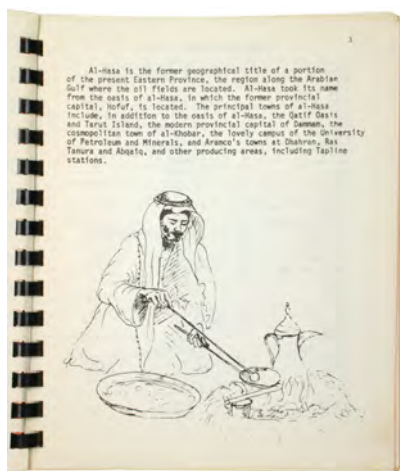 3
Al-Hasa is the former geographical title of a portion
of the present Eastern Province, the region along the Arabian
Gulf where the oil fields are located. Al-Hasa took its name
from the oasis of al-Hasa, in which the former provincial
capital, Hofuf, is located. The principal towns of al-Hasa
include, in addition to the oasis of al-Hasa, the Qatif Oasis
and Tarut Island, the modern provincial capital of Dammam, the
cosmopolitan town of al-Khobar, the lovely campus of the University
of Petroleum and Minerals, and Aramco's towns at Dhahran, Ras
Tanura and Abqaiq, and other producing areas, including Tapline
stations.